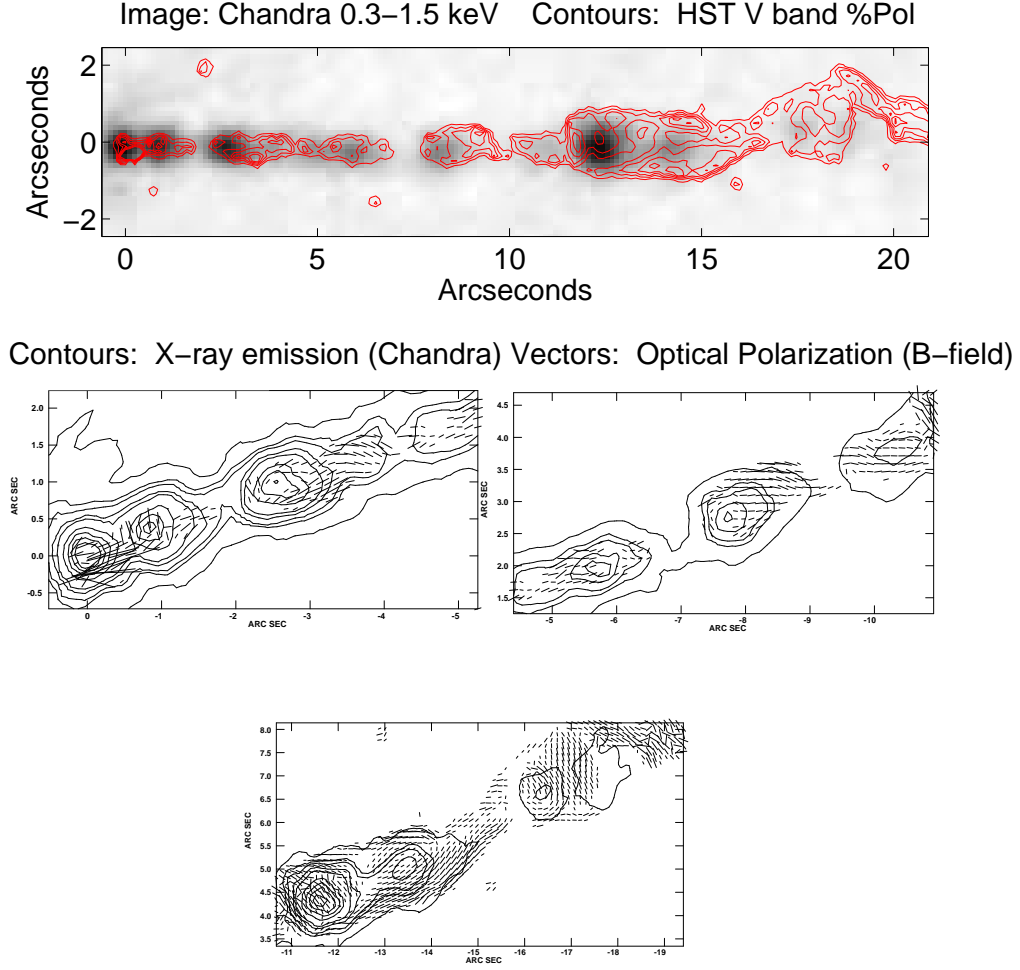 Image: Chandra 0.3−1.5 keV Contours: HST V band %Pol
2
0
−2
Arcseconds
0 5 10 15 20
Arcseconds
Contours: X−ray emission (Chandra) Vectors: Optical Polarization (B−field)
2.0
1.5
1.0
0.5
0.0
-0.5
ARC SEC
0 -1 -2 -3 -4 -5
ARC SEC
4.5
4.0
3.5
3.0
2.5
2.0
1.5
ARC SEC
-5 -6 -7 -8 -9 -10
ARC SEC
8.0
7.5
7.0
6.5
6.0
5.5
5.0
4.5
4.0
3.5
ARC SEC
-11 -12 -13 -14 -15 -16 -17 -18 -19
ARC SEC